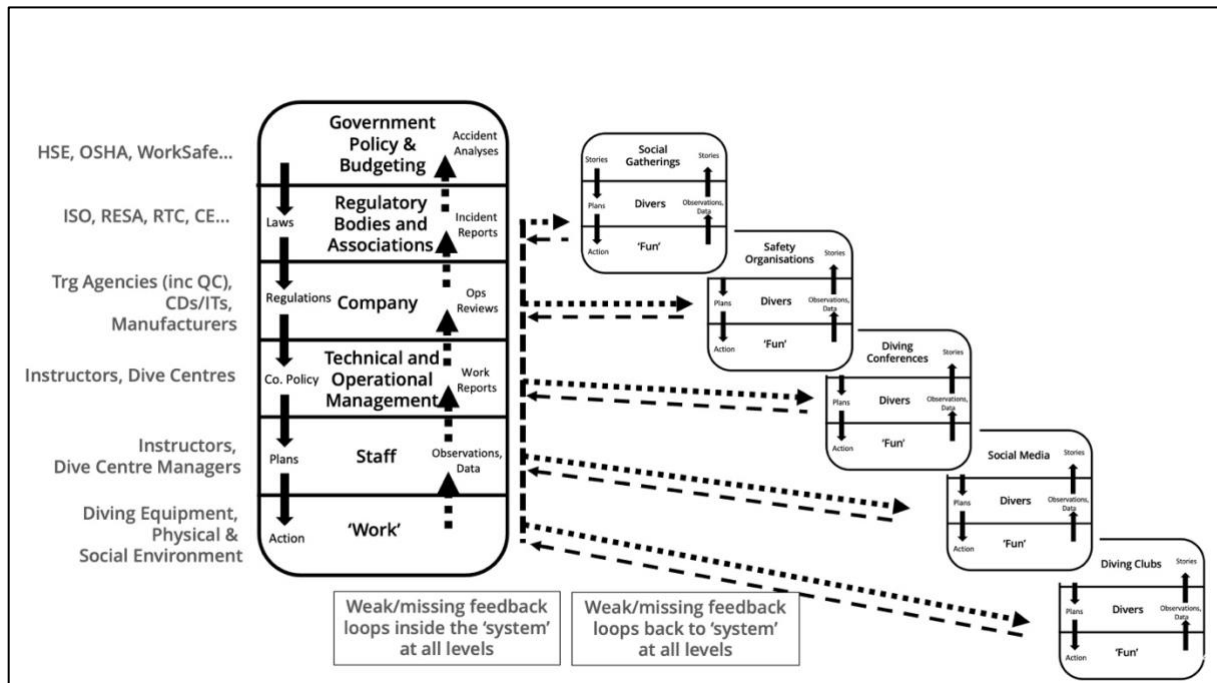 HSE, OSHA, WorkSafe...
ISO, RESA, RTC, CE...
Trg Agencies (inc QC),
CDs/ITs,
Manufacturers
Instructors, Dive Centres
Instructors,
Dive Centre Managers
Diving Equipment,
Physical &
Social Environment
Government
Policy &
Budgeting
Accident
Analyses
Laws
Regulatory
Bodies and
Associations
Incident
Reports
Regulations
Company
Ops
Reviews
Co. Policy
Technical and
Operational
Management
Work
Reports
Plans
Staff
Observations,
Data
Action
'Work'
Weak/missing feedback
loops inside the 'system'
at all levels
Weak/missing feedback
loops back to 'system'
at all levels
Social
Gatherings
Stories
Stories
Plans
Divers
Observations,
Data
Action
'Fun'
Safety
Organisations
Stories
Plans
Divers
Observations,
Data
Action
'Fun'
Diving
Conferences
Stories
Plans
Divers
Observations,
Data
Action
'Fun'
Social Media
Stories
Plans
Divers
Observations,
Data
Action
'Fun'
Diving Clubs
Stories
Plans
Divers
Observations,
Data
Action
'Fun'